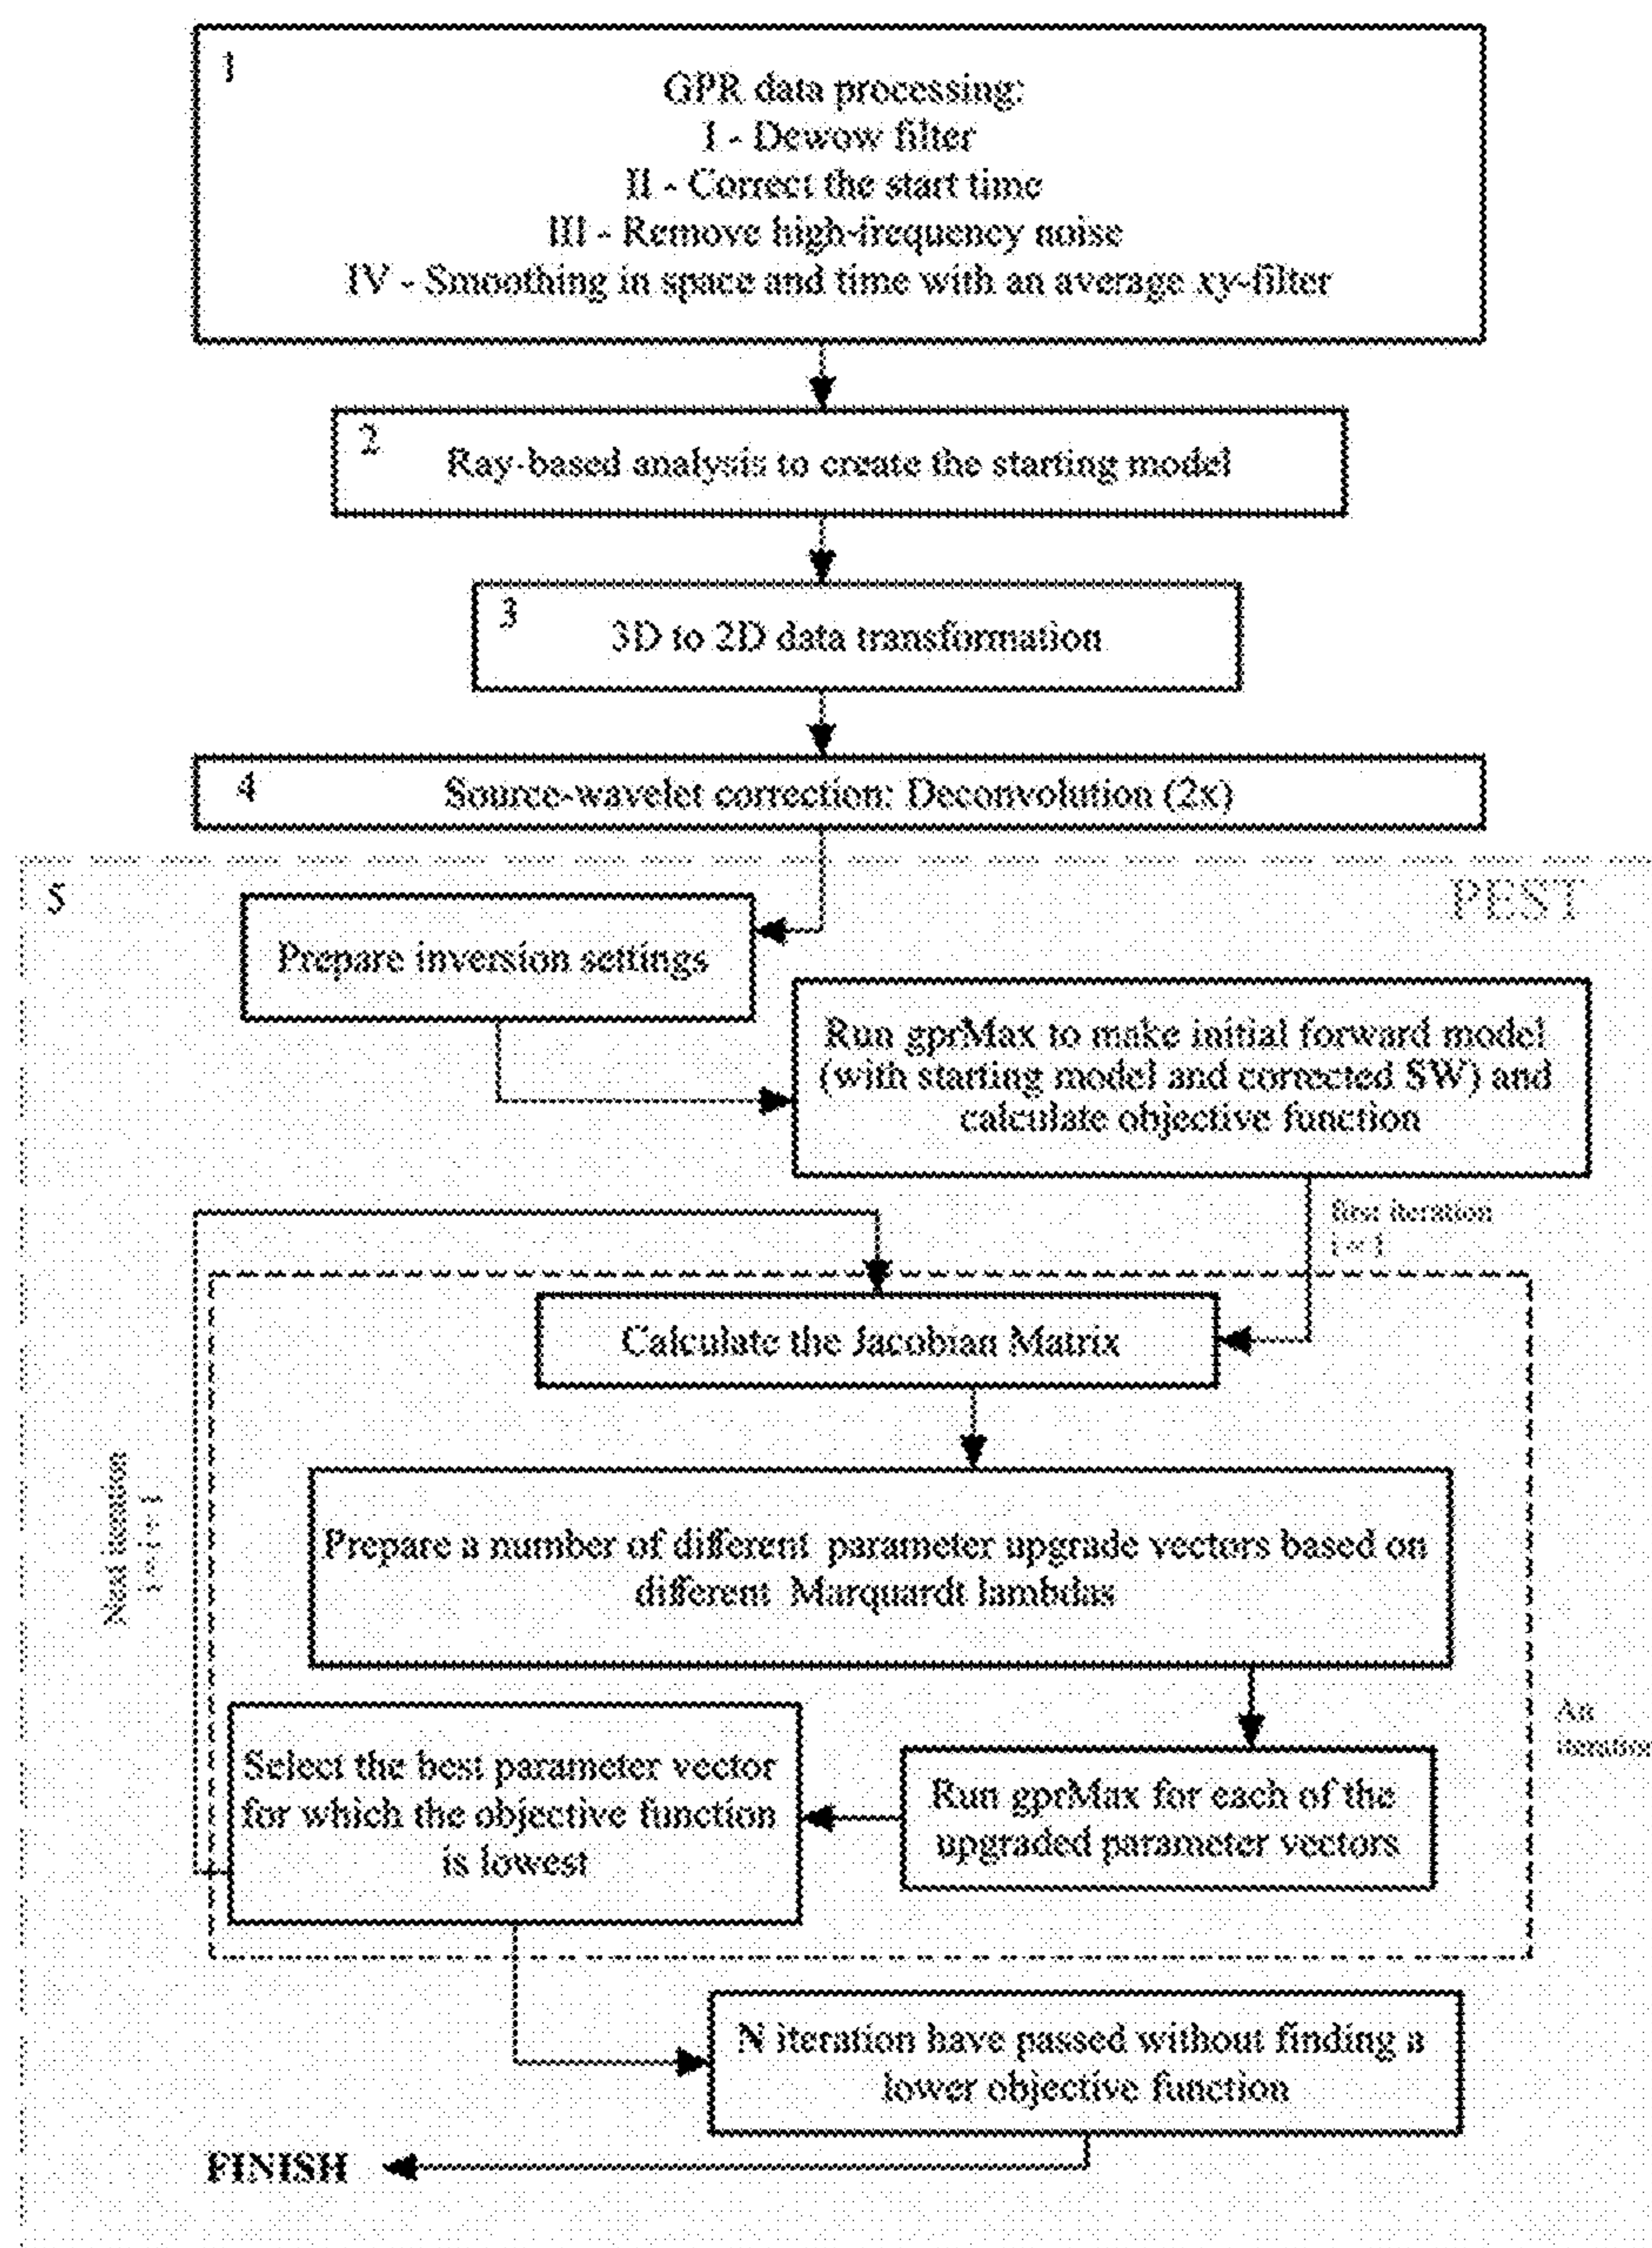 1
GPR data processing:
I - Dewow filter
II - Correct the start time
III - Remove high-frequency noise
IV - Smoothing in space and time with an average xy-filter
2
Ray-based analysis to create the starting model
3
3D to 2D data transformation
4
Source-wavelet correction: Deconvolution (2x)
5
PEST
Prepare inversion settings
Run gprMax to make initial forward model
(with starting model and corrected SW) and
calculate objective function
first iteration
Calculate the Jacobian Matrix
Next iteration
Prepare a number of different parameter upgrade vectors based on
different Marquardt lambdas
An
iteration
Select the best parameter vector
for which the objective function
is lowest
Run gprMax for each of the
upgraded parameter vectors
N iteration have passed without finding a
lower objective function
FINISH